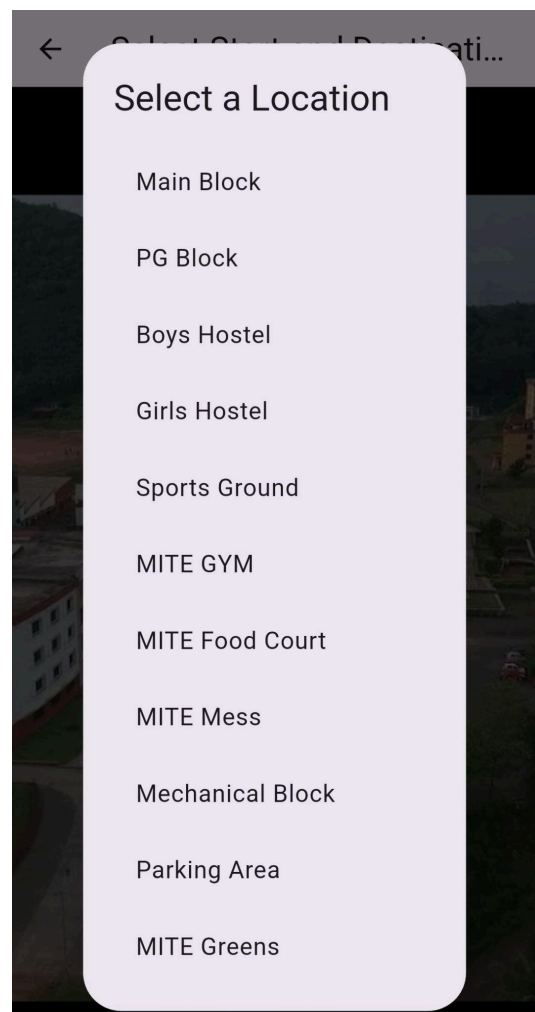 Select a Location
Main Block
PG Block
Boys Hostel
Girls Hostel
Sports Ground
MITE GYM
MITE Food Court
MITE Mess
Mechanical Block
Parking Area
MITE Greens